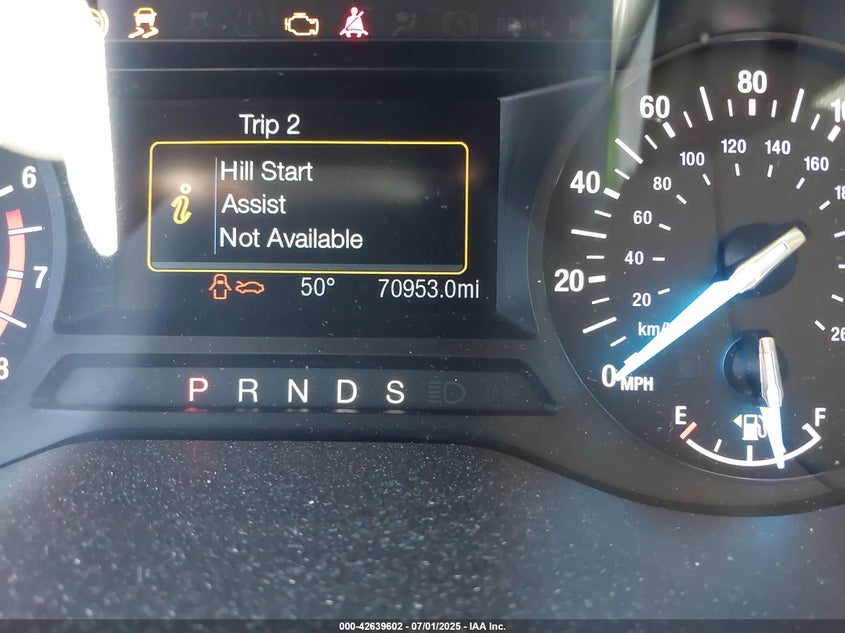 BRAKE
Trip 2
Hill Start
Assist
Not Available
50° 70953.0mi
P R N D S
6
7
8
0
20
40
60
80
MPH
20
40
60
80
100
120
140
160
km/
E F
000-42639602 - 07/01/2025 - IAA Inc.